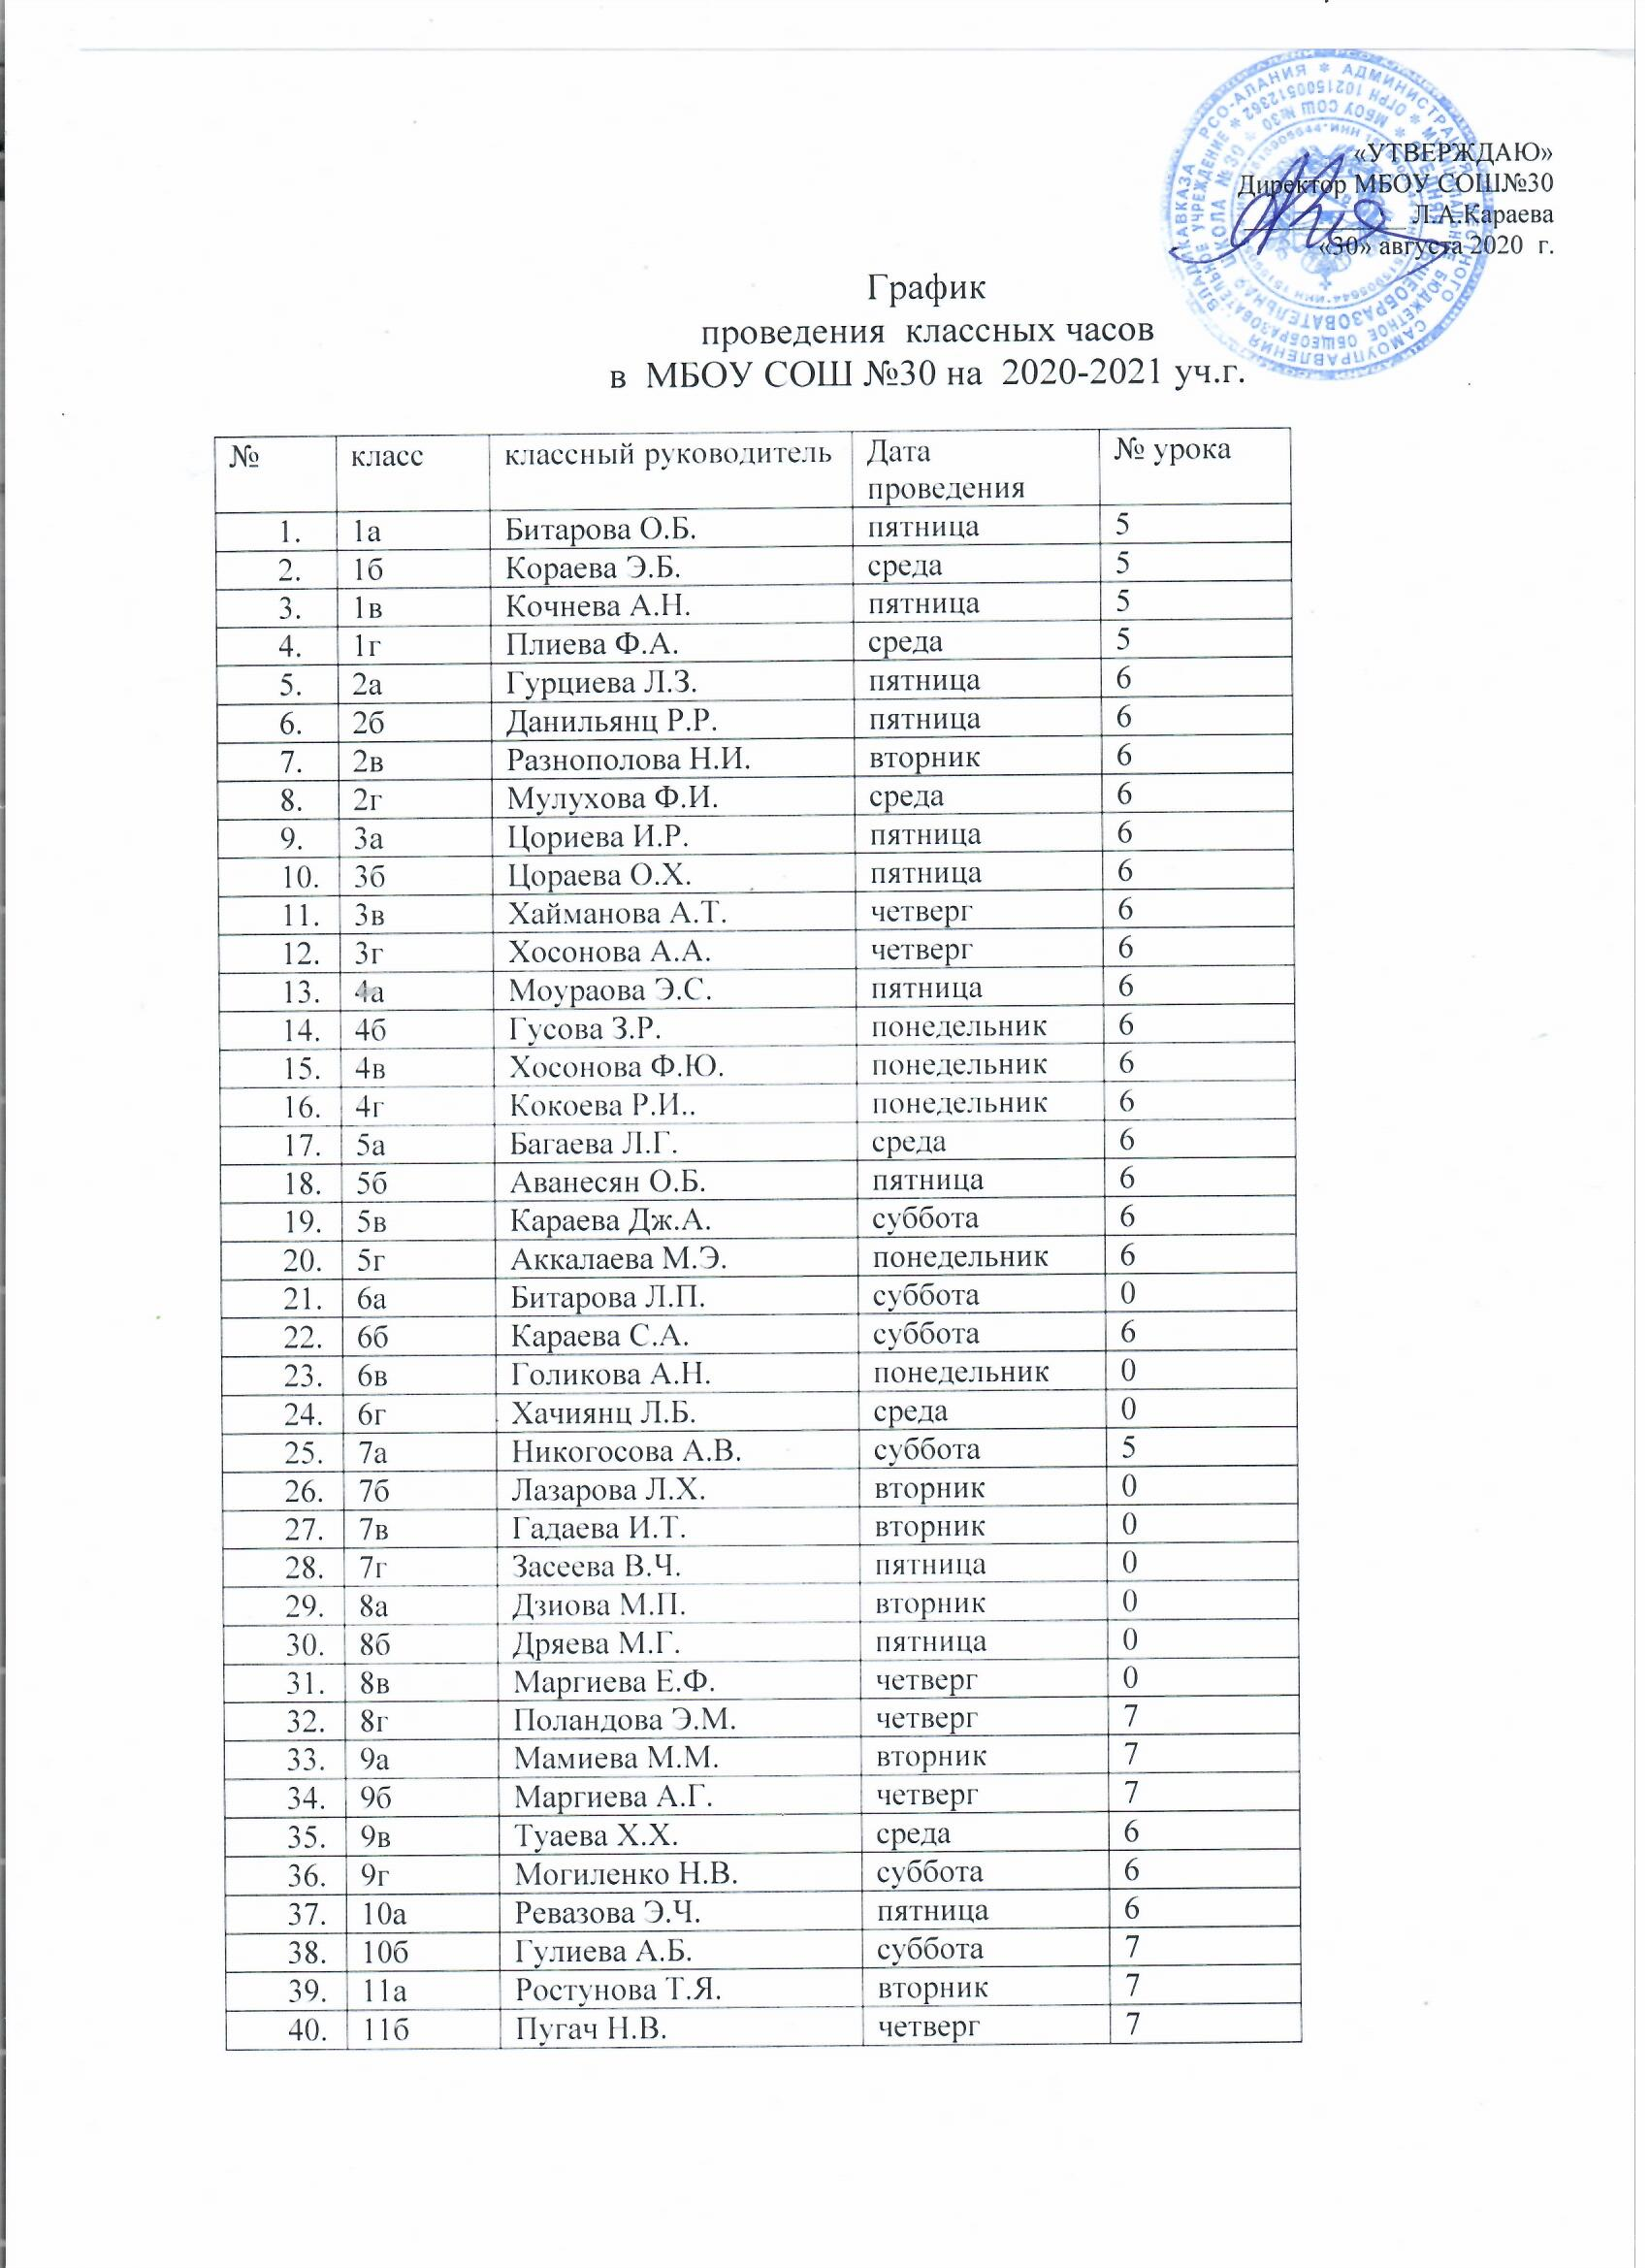 «УТВЕРЖДАЮ»
Директор МБОУ СОШ№30
Л.А.Караева
«30» августа 2020 г.
График
проведения классных часов
в МБОУ СОШ №30 на 2020-2021 уч.г.
№ класс классный руководитель Дата проведения № урока
1. 1а Битарова О.Б. пятница 5
2. 1б Кораева Э.Б. среда 5
3. 1в Кочнева А.Н. пятница 5
4. 1г Плиева Ф.А. среда 5
5. 2а Гурциева Л.З. пятница 6
6. 2б Данильянц Р.Р. пятница 6
7. 2в Разнополова Н.И. вторник 6
8. 2г Мулухова Ф.И. среда 6
9. 3а Цориева И.Р. пятница 6
10. 3б Цораева О.Х. пятница 6
11. 3в Хайманова А.Т. четверг 6
12. 3г Хосонова А.А. четверг 6
13. 4а Моураова Э.С. пятница 6
14. 4б Гусова З.Р. понедельник 6
15. 4в Хосонова Ф.Ю. понедельник 6
16. 4г Кокоева Р.И.. понедельник 6
17. 5а Багаева Л.Г. среда 6
18. 5б Аванесян О.Б. пятница 6
19. 5в Караева Дж.А. суббота 6
20. 5г Аккалаева М.Э. понедельник 6
21. 6а Битарова Л.П. суббота 0
22. 6б Караева С.А. суббота 6
23. 6в Голикова А.Н. понедельник 0
24. 6г Хачиянц Л.Б. среда 0
25. 7а Никогосова А.В. суббота 5
26. 7б Лазарова Л.Х. вторник 0
27. 7в Гадаева И.Т. вторник 0
28. 7г Засеева В.Ч. пятница 0
29. 8а Дзиова М.П. вторник 0
30. 8б Дряева М.Г. пятница 0
31. 8в Маргиева Е.Ф. четверг 0
32. 8г Поландова Э.М. четверг 7
33. 9а Мамиева М.М. вторник 7
34. 9б Маргиева А.Г. четверг 7
35. 9в Туаева Х.Х. среда 6
36. 9г Могиленко Н.В. суббота 6
37. 10а Ревазова Э.Ч. пятница 6
38. 10б Гулиева А.Б. суббота 7
39. 11а Ростунова Т.Я. вторник 7
40. 11б Пугач Н.В. четверг 7